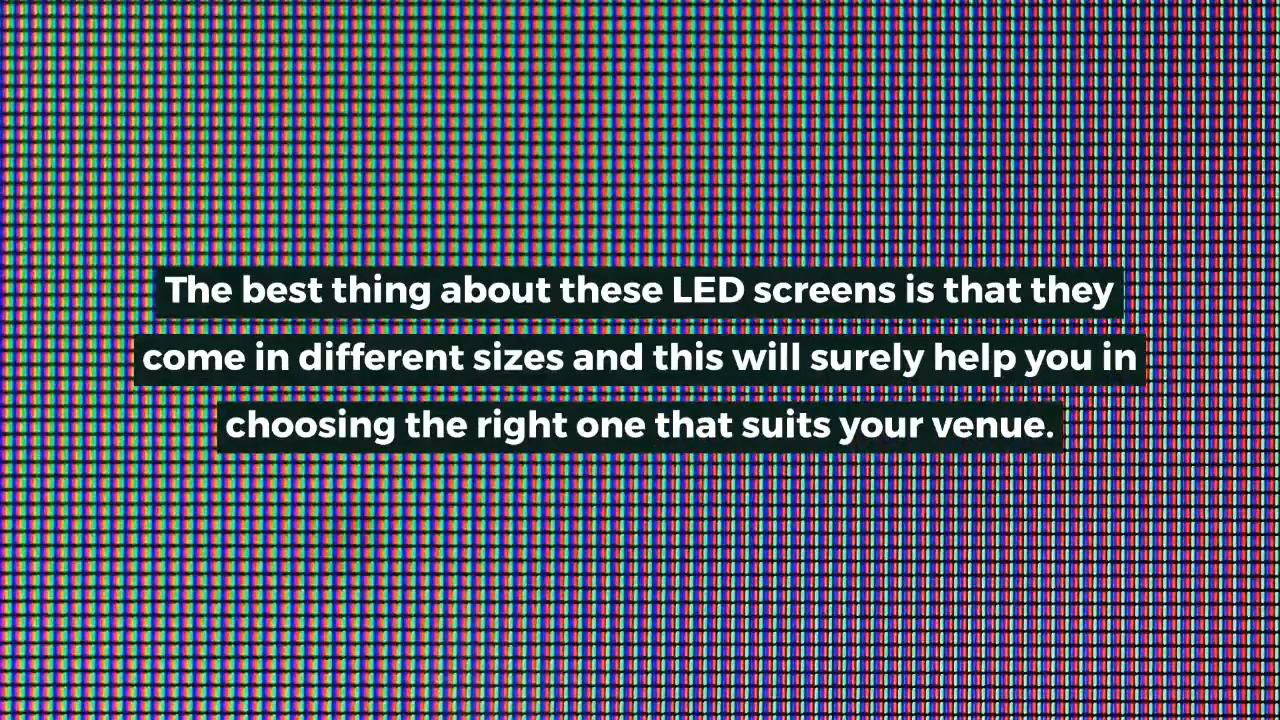 The best thing about these LED screens is that they
come in different sizes and this will surely help you in
choosing the right one that suits your venue.